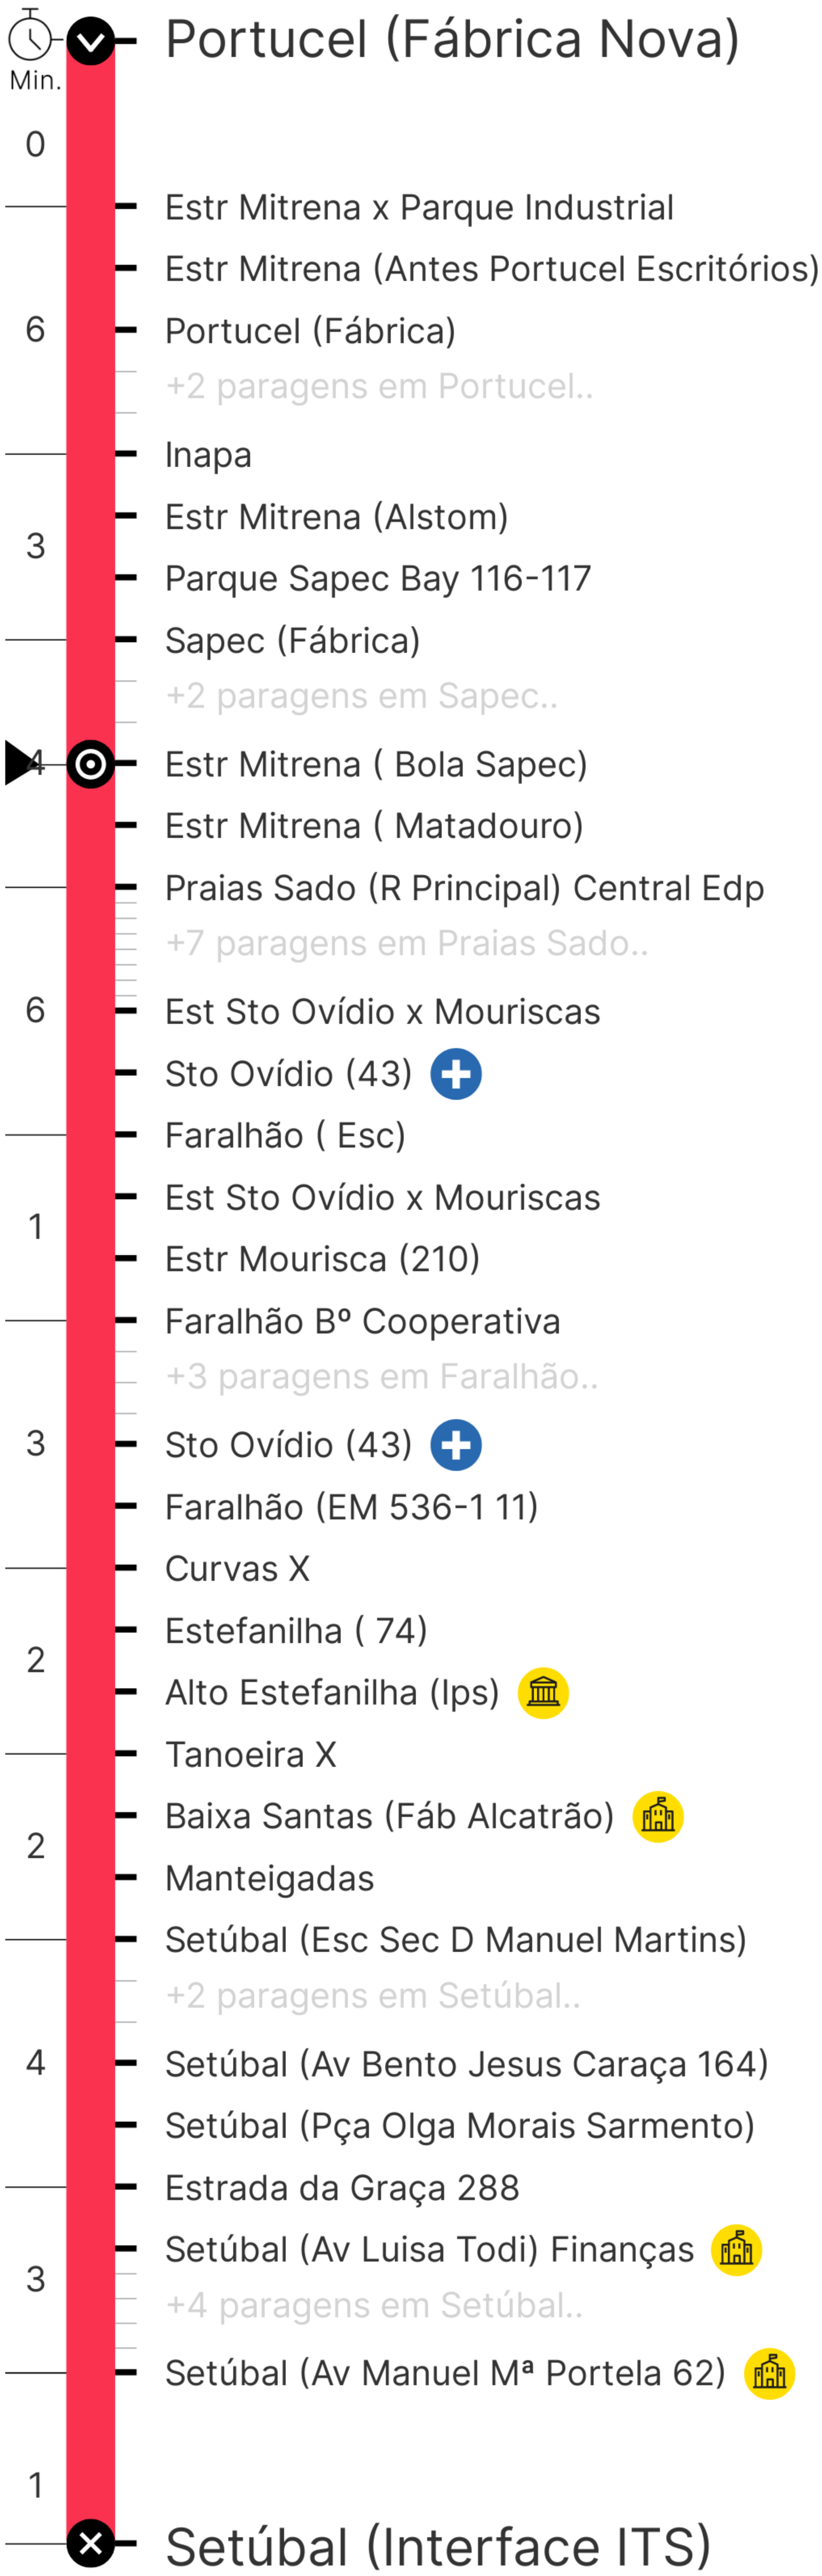 Portucel (Fábrica Nova)
Min.
0
Estr Mitrena x Parque Industrial
Estr Mitrena (Antes Portucel Escritórios)
6
Portucel (Fábrica)
+2 paragens em Portucel..
Inapa
Estr Mitrena (Alstom)
3
Parque Sapec Bay 116-117
Sapec (Fábrica)
+2 paragens em Sapec..
4
Estr Mitrena ( Bola Sapec)
Estr Mitrena ( Matadouro)
Praias Sado (R Principal) Central Edp
+7 paragens em Praias Sado..
6
Est Sto Ovídio x Mouriscas
Sto Ovídio (43)
Faralhão ( Esc)
Est Sto Ovídio x Mouriscas
1
Estr Mourisca (210)
Faralhão Bº Cooperativa
+3 paragens em Faralhão..
3
Sto Ovídio (43)
Faralhão (EM 536-1 11)
Curvas X
Estefanilha ( 74)
2
Alto Estefanilha (Ips)
Tanoeira X
Baixa Santas (Fáb Alcatrão)
2
Manteigadas
Setúbal (Esc Sec D Manuel Martins)
+2 paragens em Setúbal..
4
Setúbal (Av Bento Jesus Caraça 164)
Setúbal (Pça Olga Morais Sarmento)
Estrada da Graça 288
Setúbal (Av Luisa Todi) Finanças
3
+4 paragens em Setúbal..
Setúbal (Av Manuel Mª Portela 62)
1
Setúbal (Interface ITS)